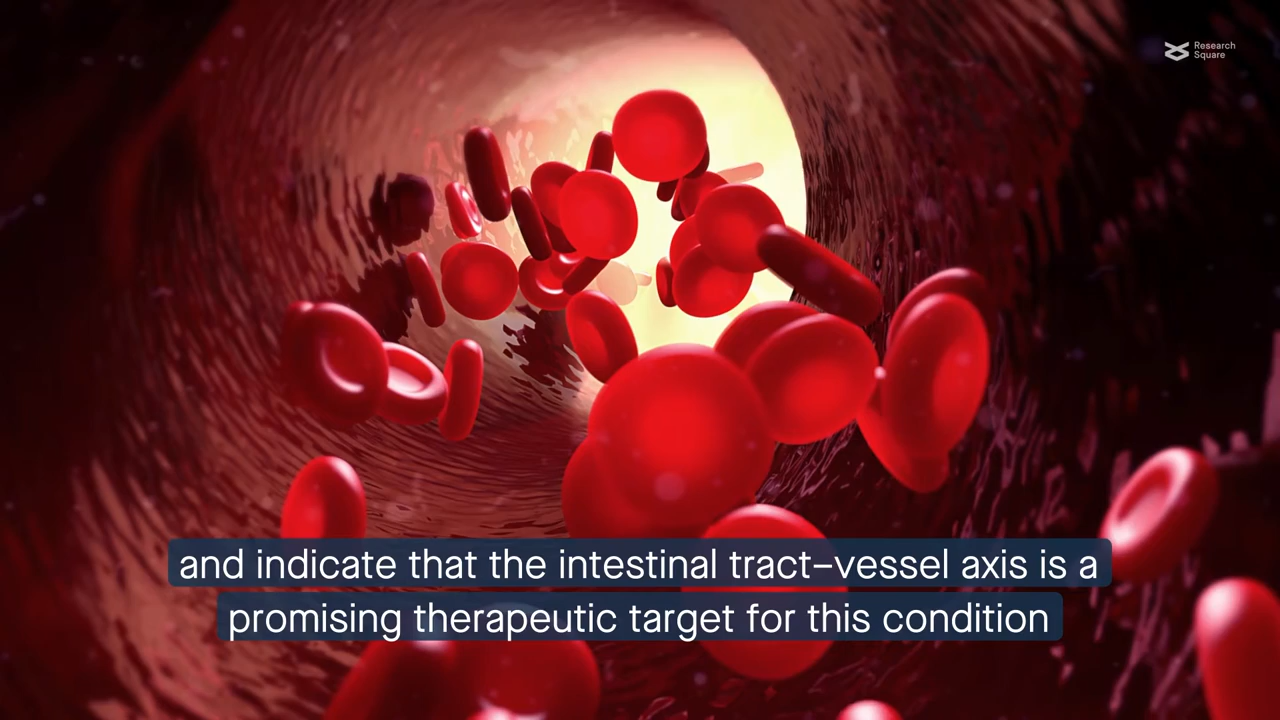 Research
Square
and indicate that the intestinal tract–vessel axis is a
promising therapeutic target for this condition